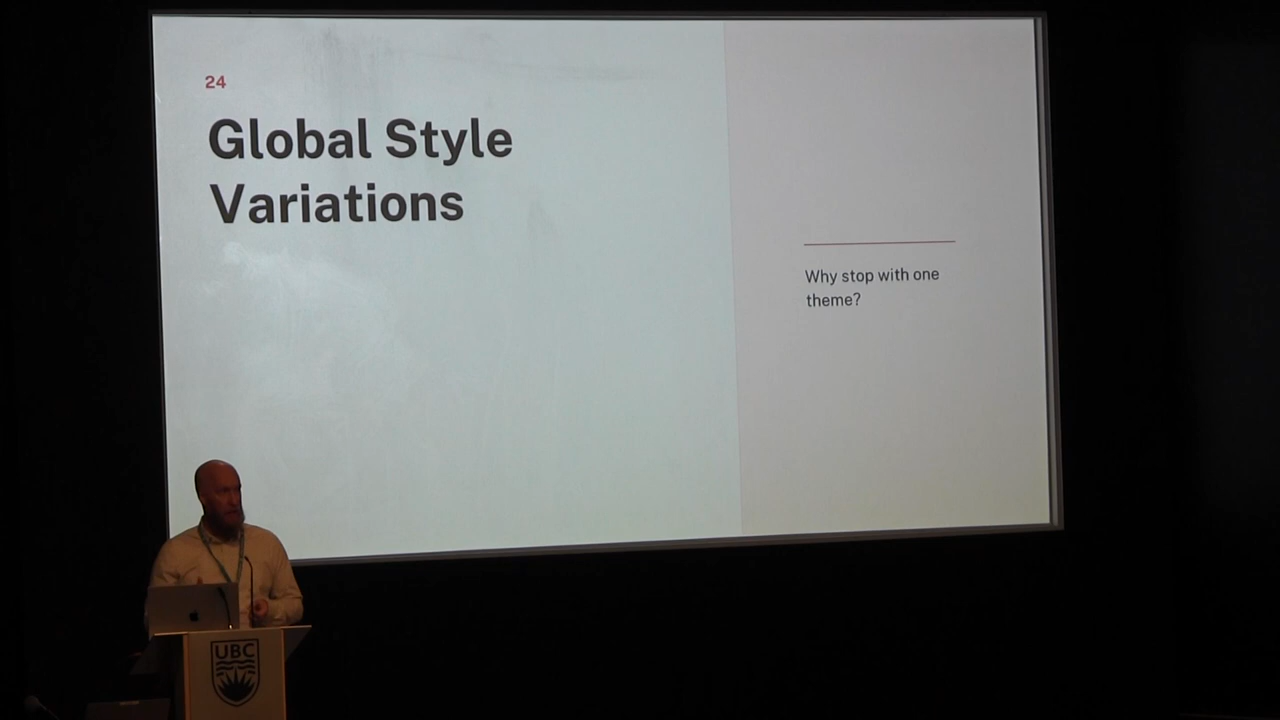 24
Global Style
Variations
Why stop with one
theme?
UBC